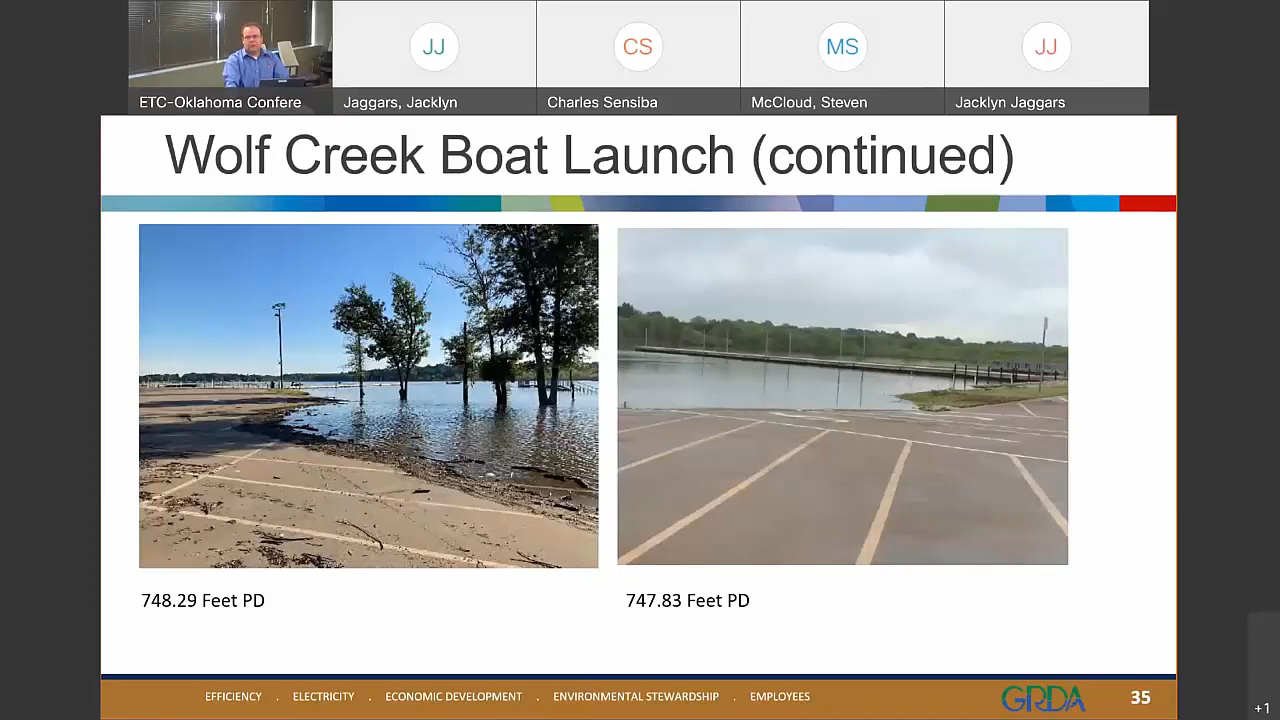 ETC-Oklahoma Confere
JJ
Jaggars, Jacklyn
CS
Charles Sensiba
MS
McCloud, Steven
JJ
Jacklyn Jaggars
Wolf Creek Boat Launch (continued)
748.29 Feet PD
747.83 Feet PD
EFFICIENCY . ELECTRICITY . ECONOMIC DEVELOPMENT . ENVIRONMENTAL STEWARDSHIP . EMPLOYEES
GRDA
35
+1